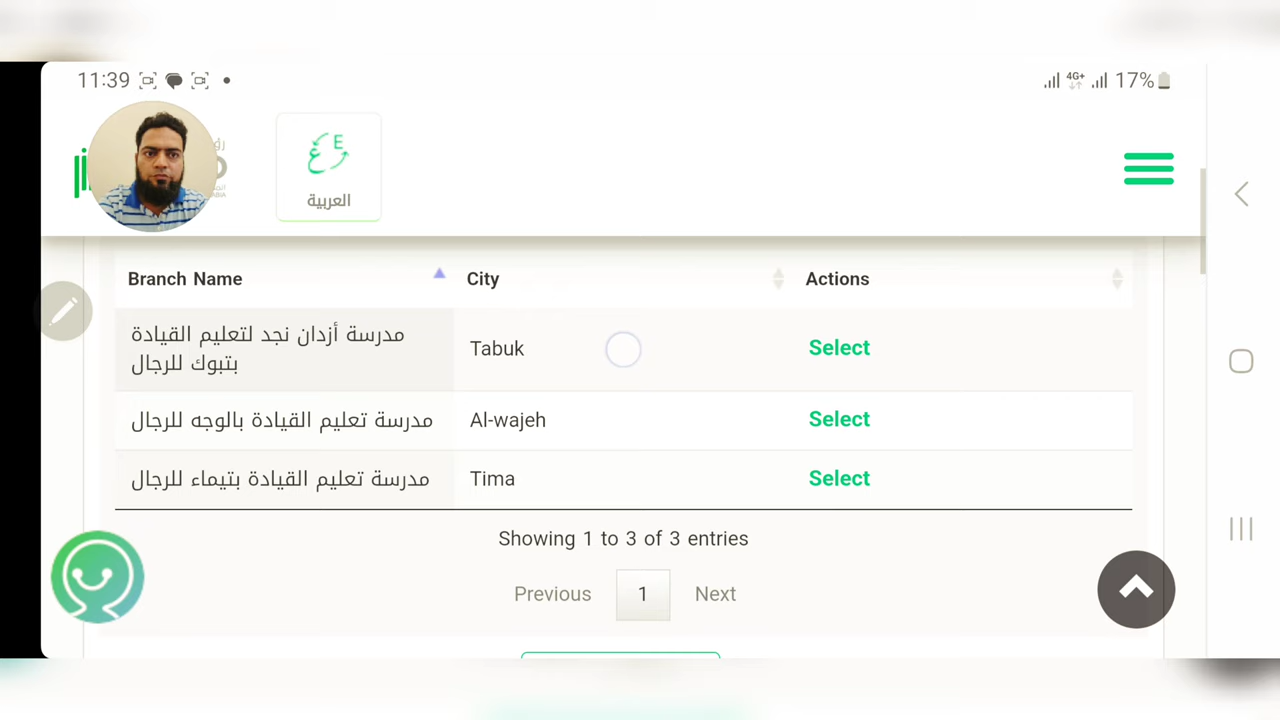 11:39
4G+
17%
E
ع
العربية
Branch Name
City
Actions
مدرسة أزدان نجد لتعليم القيادة
بتبوك للرجال
Tabuk
Select
مدرسة تعليم القيادة بالوجه للرجال
Al-wajeh
Select
مدرسة تعليم القيادة بتيماء للرجال
Tima
Select
Showing 1 to 3 of 3 entries
Previous
1
Next